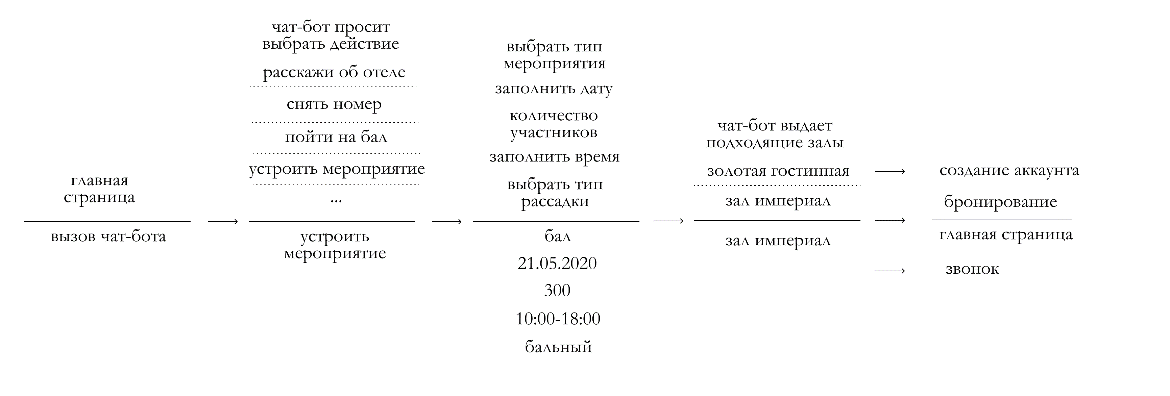 главная
страница
вызов чат-бота
чат-бот просит
выбрать действие
расскажи об отеле
снять номер
пойти на бал
устроить мероприятие
...
устроить
мероприятие
выбрать тип
мероприятия
заполнить дату
количество
участников
заполнить время
выбрать тип
рассадки
бал
21.05.2020
300
10:00-18:00
бальный
чат-бот выдает
подходящие залы
золотая гостинная
зал империал
зал империал
создание аккаунта
бронирование
главная страница
звонок